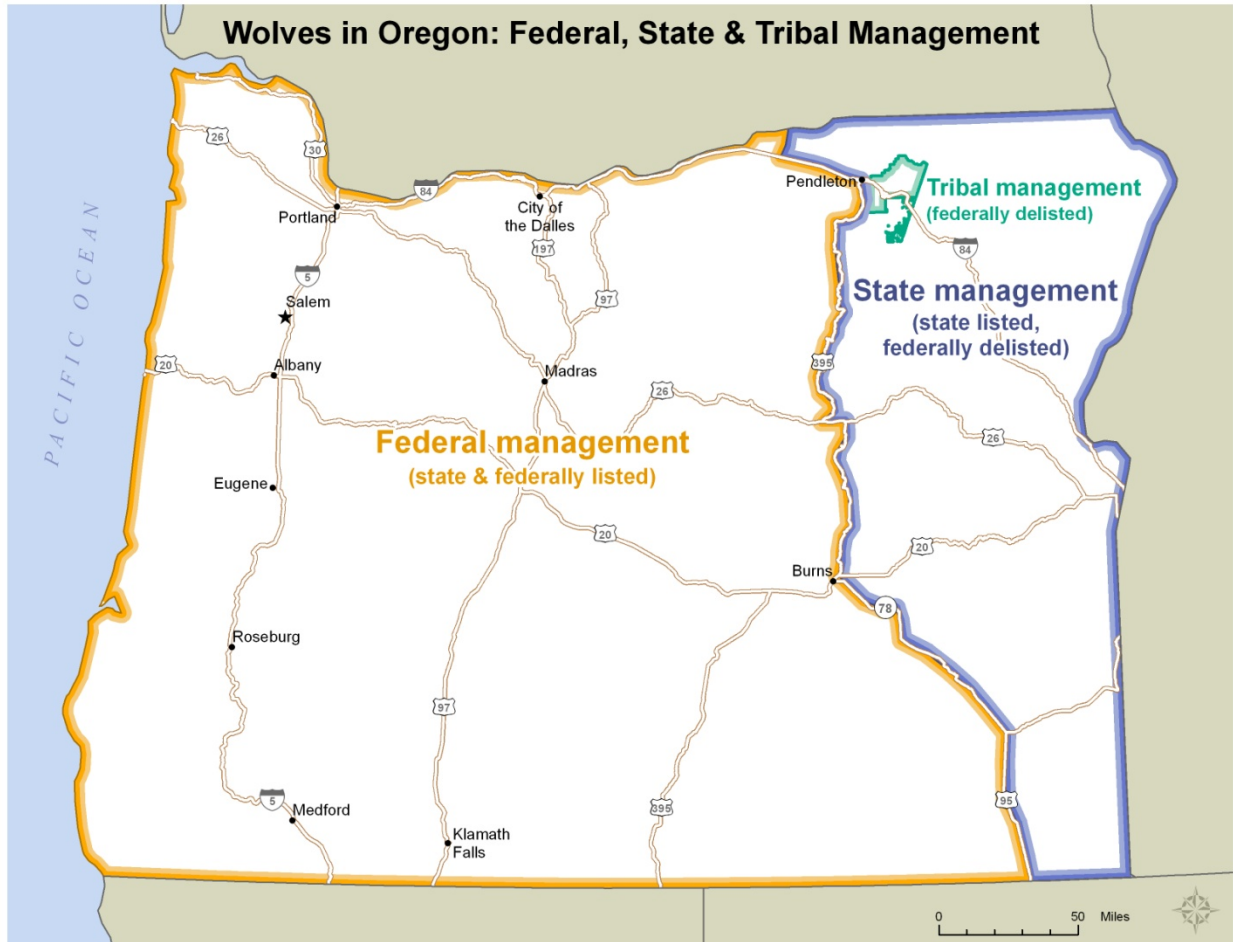 Wolves in Oregon: Federal, State & Tribal Management
26
30
84
Portland
City of
the Dalles
197
97
Pendleton
Tribal management
(federally delisted)
84
PACIFIC OCEAN
5
Salem
State management
(state listed,
federally delisted)
20
Albany
Madras
395
26
26
Federal management
(state & federally listed)
Eugene
20
20
Burns
78
Roseburg
97
5
Medford
Klamath
Falls
395
95
0 50 Miles